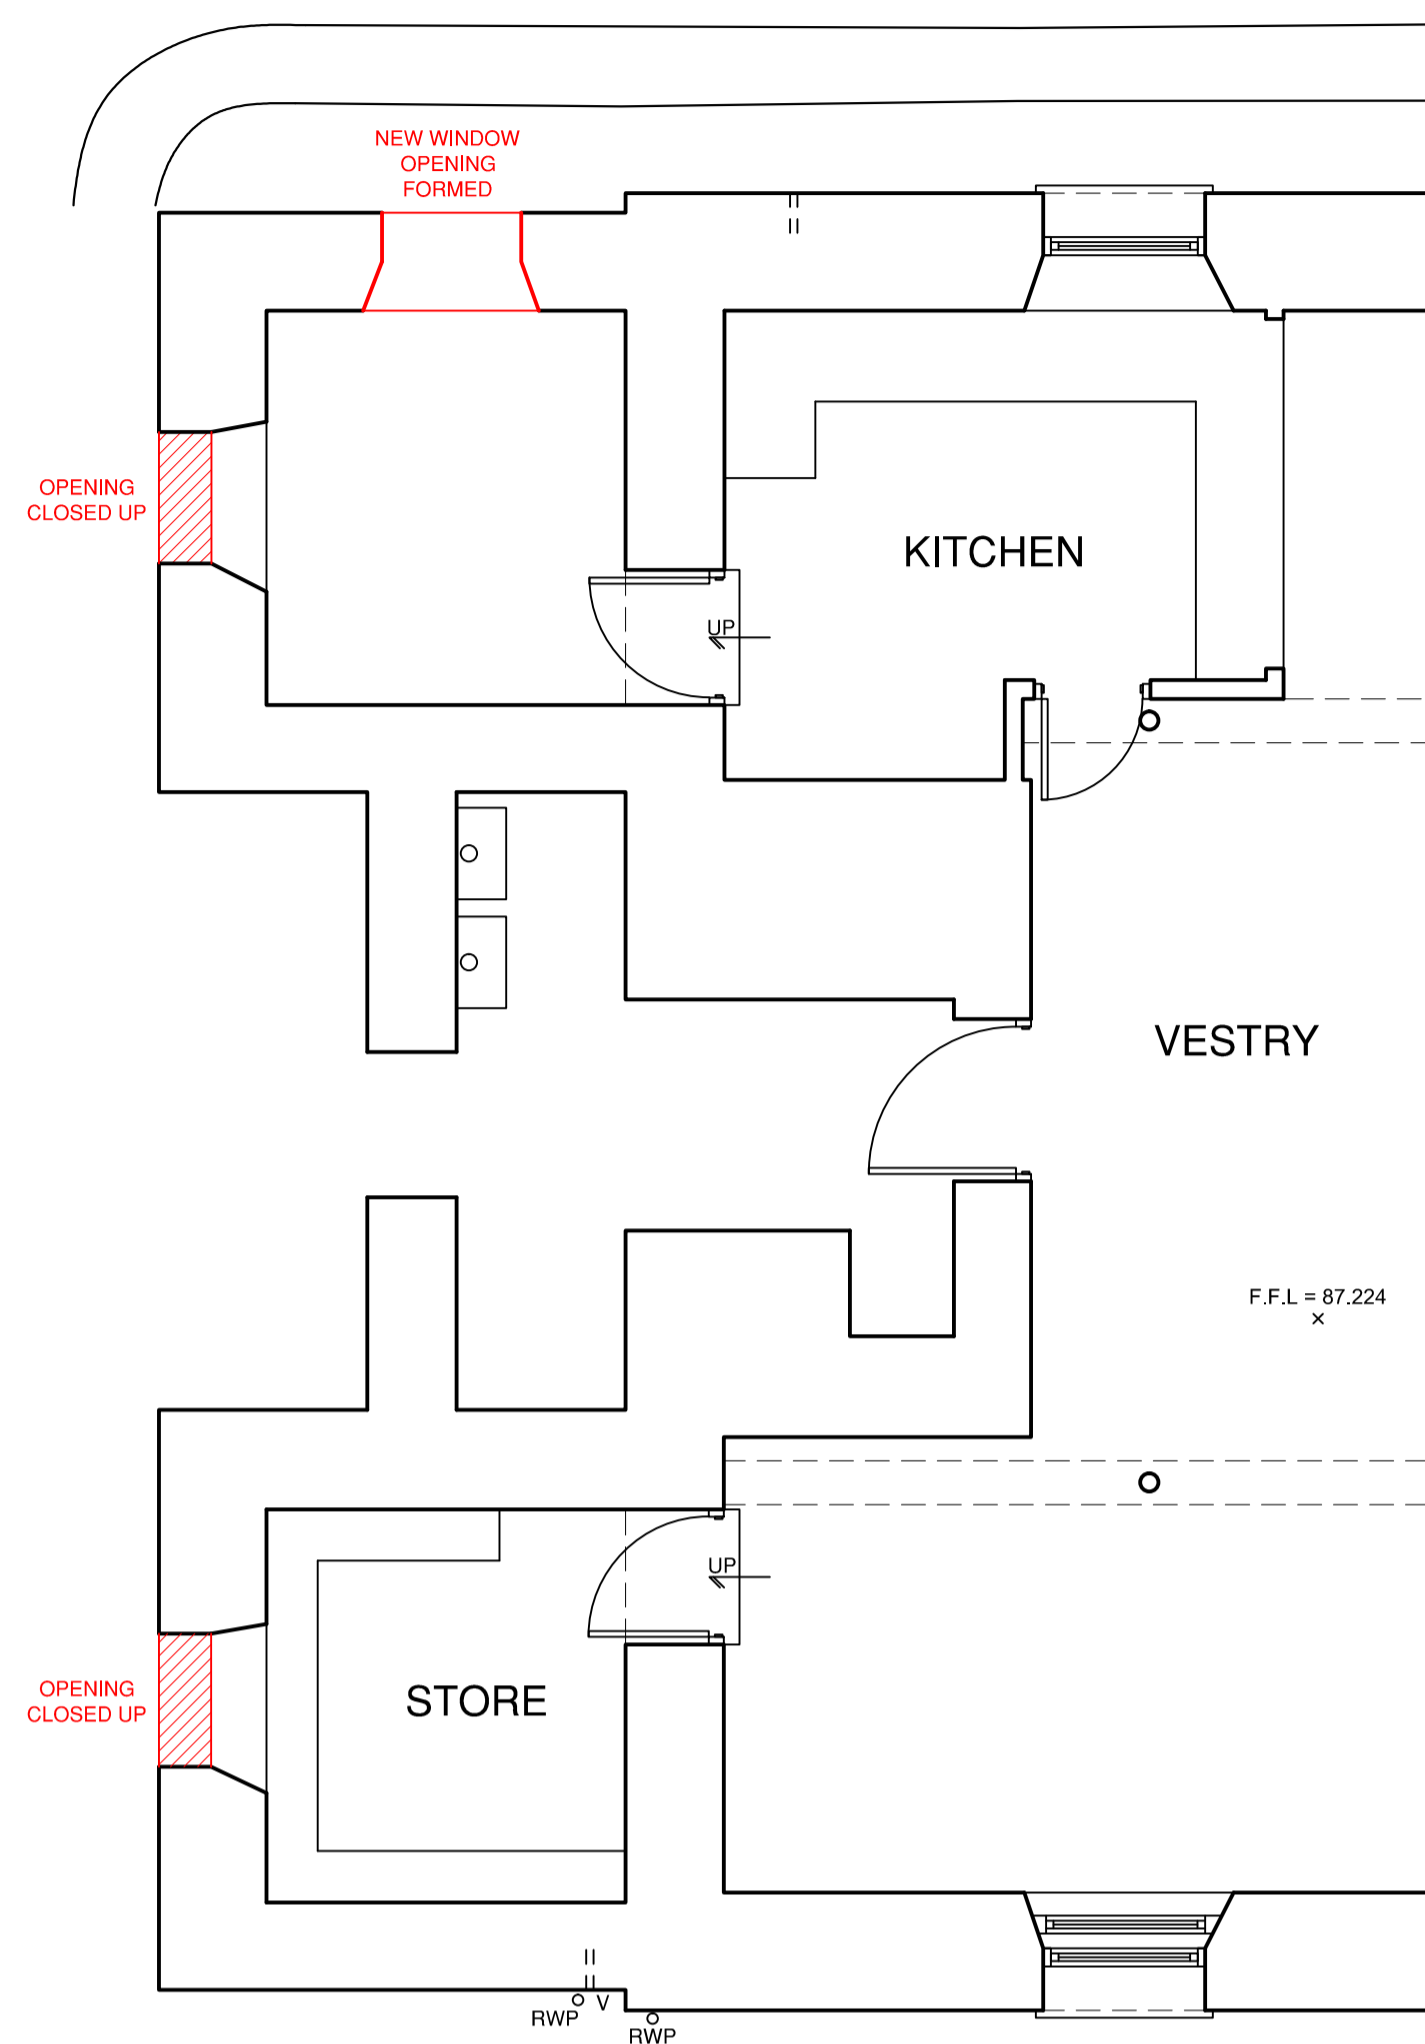 NEW WINDOW
OPENING
FORMED
OPENING
CLOSED UP
KITCHEN
UP
VESTRY
F.F.L = 87.224
UP
OPENING
CLOSED UP
STORE
RWP
V
RWP